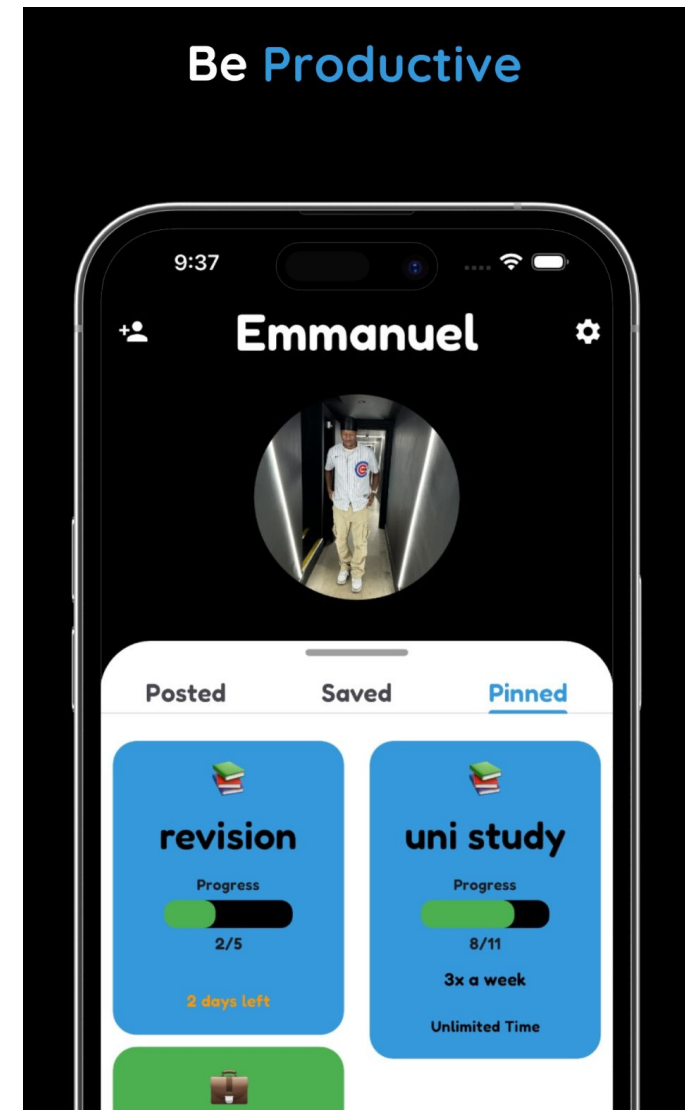 Be Productive
9:37
Emmanuel
Posted Saved Pinned
revision
Progress
2/5
2 days left
uni study
Progress
8/11
3x a week
Unlimited Time